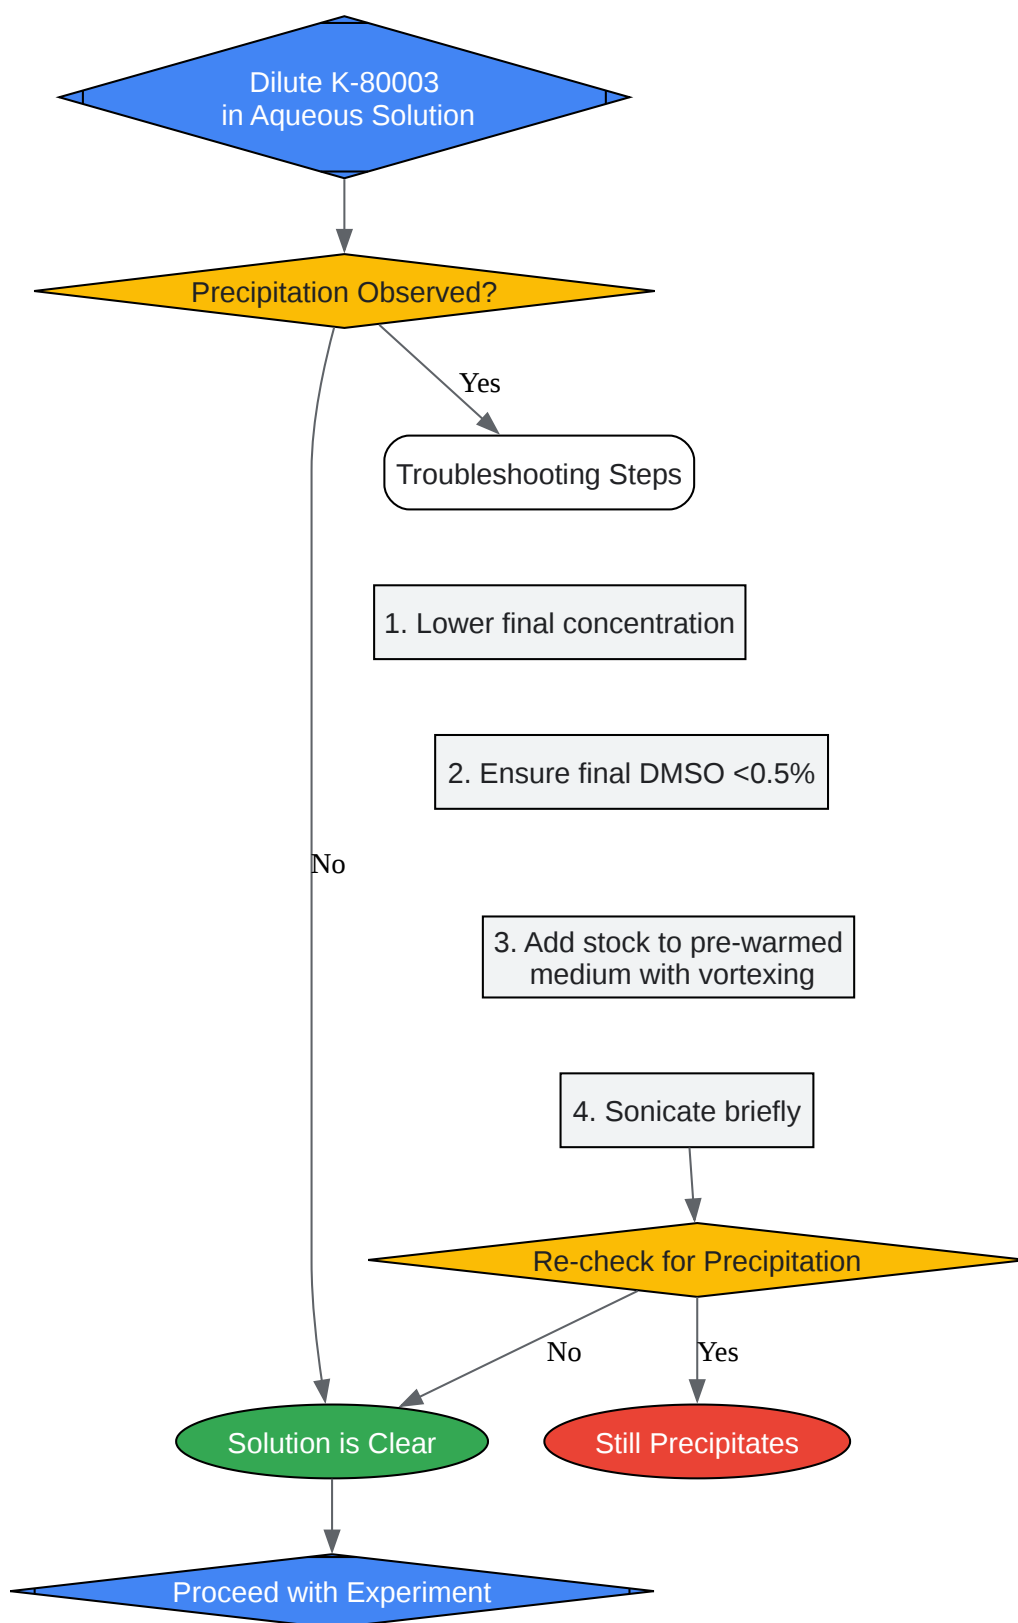 Dilute K-80003
in Aqueous Solution
Precipitation Observed?
Yes
Troubleshooting Steps
1. Lower final concentration
2. Ensure final DMSO <0.5%
No
3. Add stock to pre-warmed
medium with vortexing
4. Sonicate briefly
Re-check for Precipitation
No
Yes
Solution is Clear
Still Precipitates
Proceed with Experiment